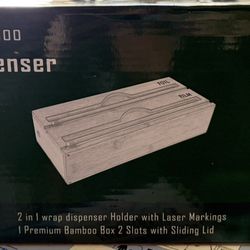 00
enser
FOIL
FILM
2 in 1 wrap dispenser Holder with Laser Markings
1 Premium Bamboo Box 2 Slots with Sliding Lid